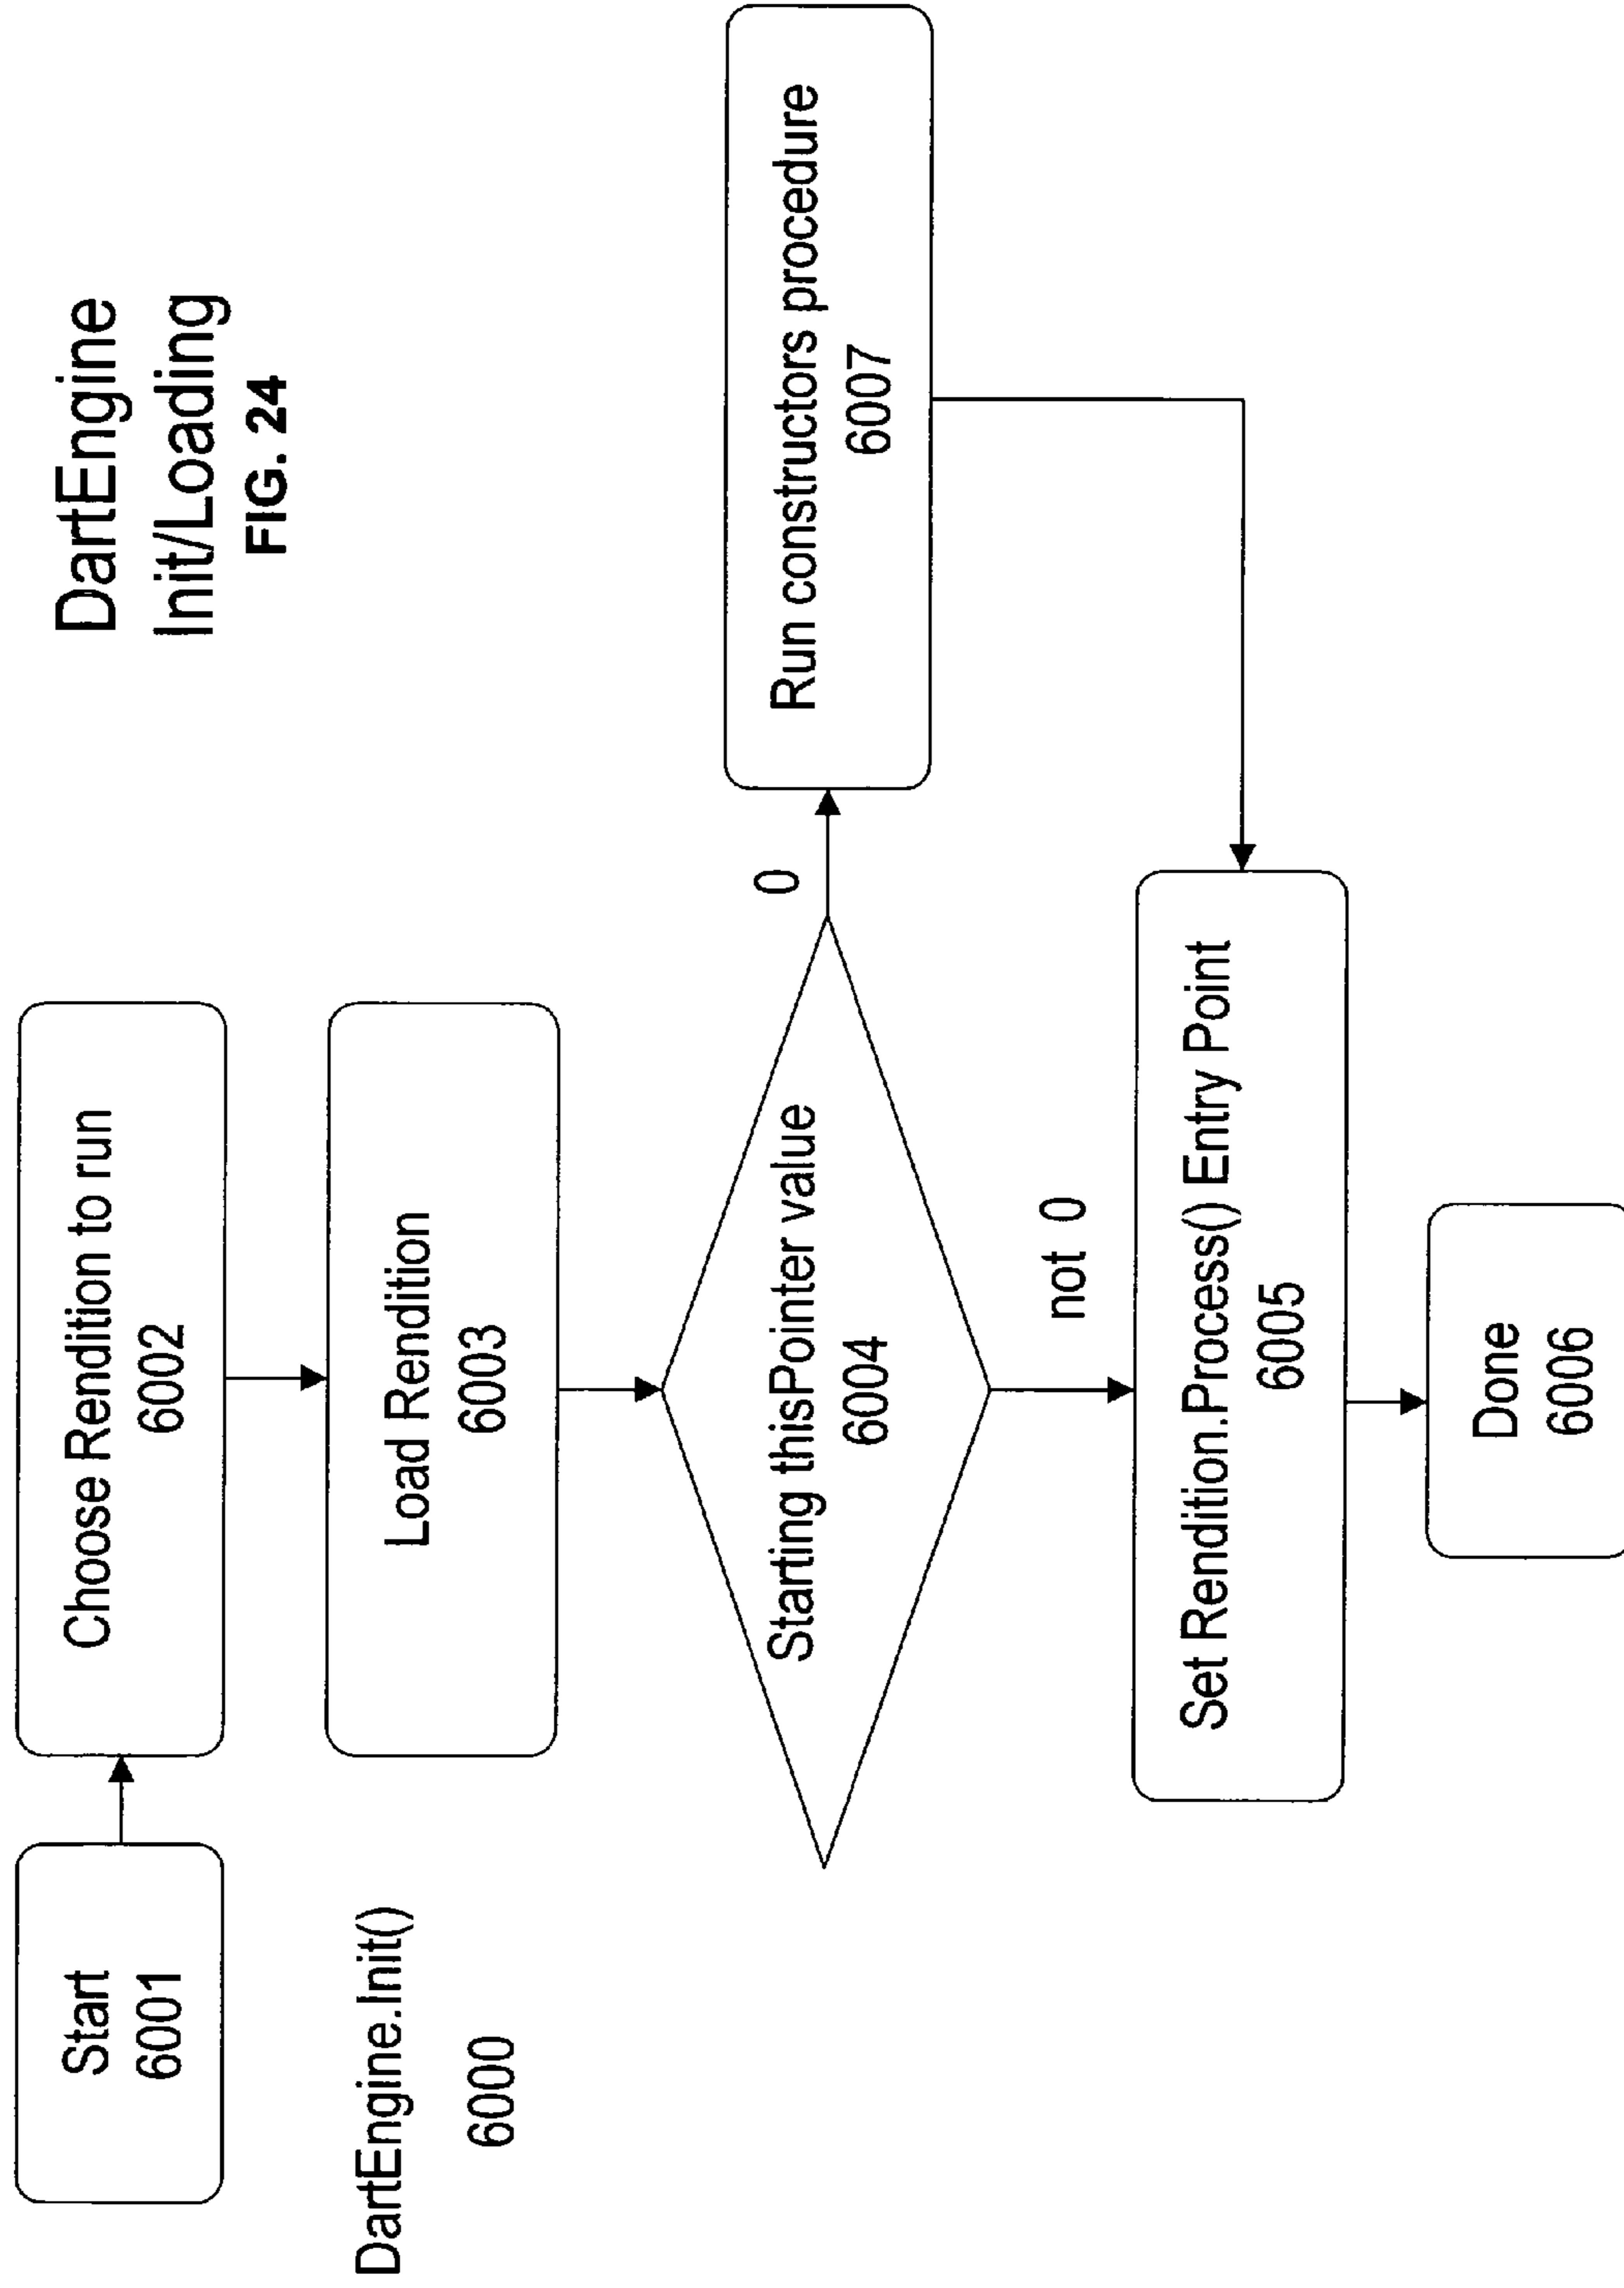 DartEngine
Init/Loading
FIG. 24
Start
6001
Choose Rendition to run
6002
DartEngine.Init()
6000
Load Rendition
6003
Starting thisPointer value
6004
0
Run constructors procedure
6007
not 0
Set Rendition.Process() Entry Point
6005
Done
6006